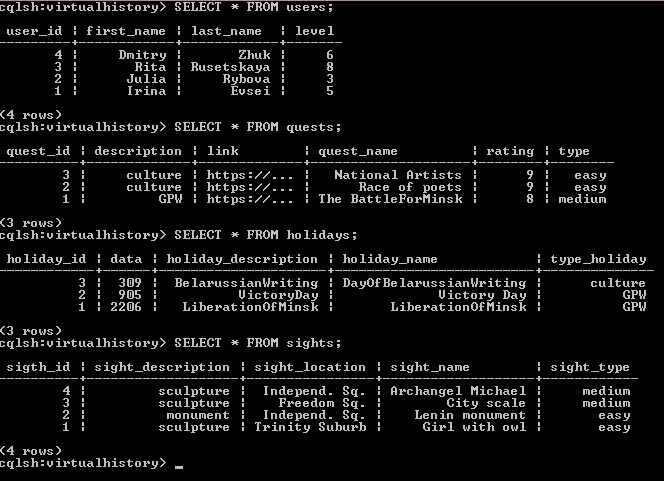 cqlsh:virtualhistory> SELECT * FROM users;
user_id | first_name | last_name | level
4 | Dmitry | Zhuk | 6
3 | Rita | Rusetskaya | 8
2 | Julia | Rybova | 3
1 | Irina | Evsei | 5
(4 rows)
cqlsh:virtualhistory> SELECT * FROM quests;
quest_id | description | link | quest_name | rating | type
3 | culture | https://... | National Artists | 9 | easy
2 | culture | https://... | Race of poets | 9 | easy
1 | GPW | https://... | The BattleForMinsk | 8 | medium
(3 rows)
cqlsh:virtualhistory> SELECT * FROM holidays;
holiday_id | data | holiday_description | holiday_name | type_holiday
3 | 309 | BelarussianWriting | DayOfBelarussianWriting | culture
2 | 905 | VictoryDay | Victory Day | GPW
1 | 2206 | LiberationOfMinsk | LiberationOfMinsk | GPW
(3 rows)
cqlsh:virtualhistory> SELECT * FROM sights;
sigth_id | sight_description | sight_location | sight_name | sight_type
4 | sculpture | Independ. Sq. | Archangel Michael | medium
3 | sculpture | Freedom Sq. | City scale | medium
2 | monument | Independ. Sq. | Lenin monument | easy
1 | sculpture | Trinity Suburb | Girl with owl | easy
(4 rows)
cqlsh:virtualhistory> _